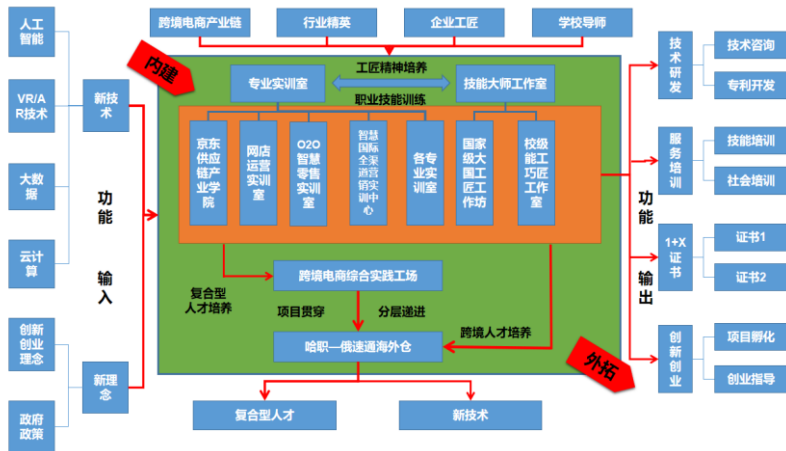 跨境电商产业链
行业精英
企业工匠
学校导师
人工
智能
VR/A
R技术
大数
据
云计
算
新技
术
创新
创业
理念
政府
政策
新理
念
功
能
输
入
内建
工匠精神培养
专业实训室
技能大师工作室
职业技能训练
京东
供应
链产
业学
院
网店
运营
实训
室
O2O
智慧
零售
实训
室
智慧
国际
全渠
道营
销实
训中
心
各专
业实
训室
国家
级大
国工
匠工
作坊
校级
能工
巧匠
工作
室
复合型
人才培养
跨境电商综合实践工场
项目贯穿
分层递进
跨境人才培养
哈职—俄速通海外仓
外拓
复合型人才
新技术
功
能
输
出
技
术
研
发
技术咨询
专利开发
服
务
培
训
技能培训
社会培训
1+X
证书
证书1
证书2
创
新
创
业
项目孵化
创业指导